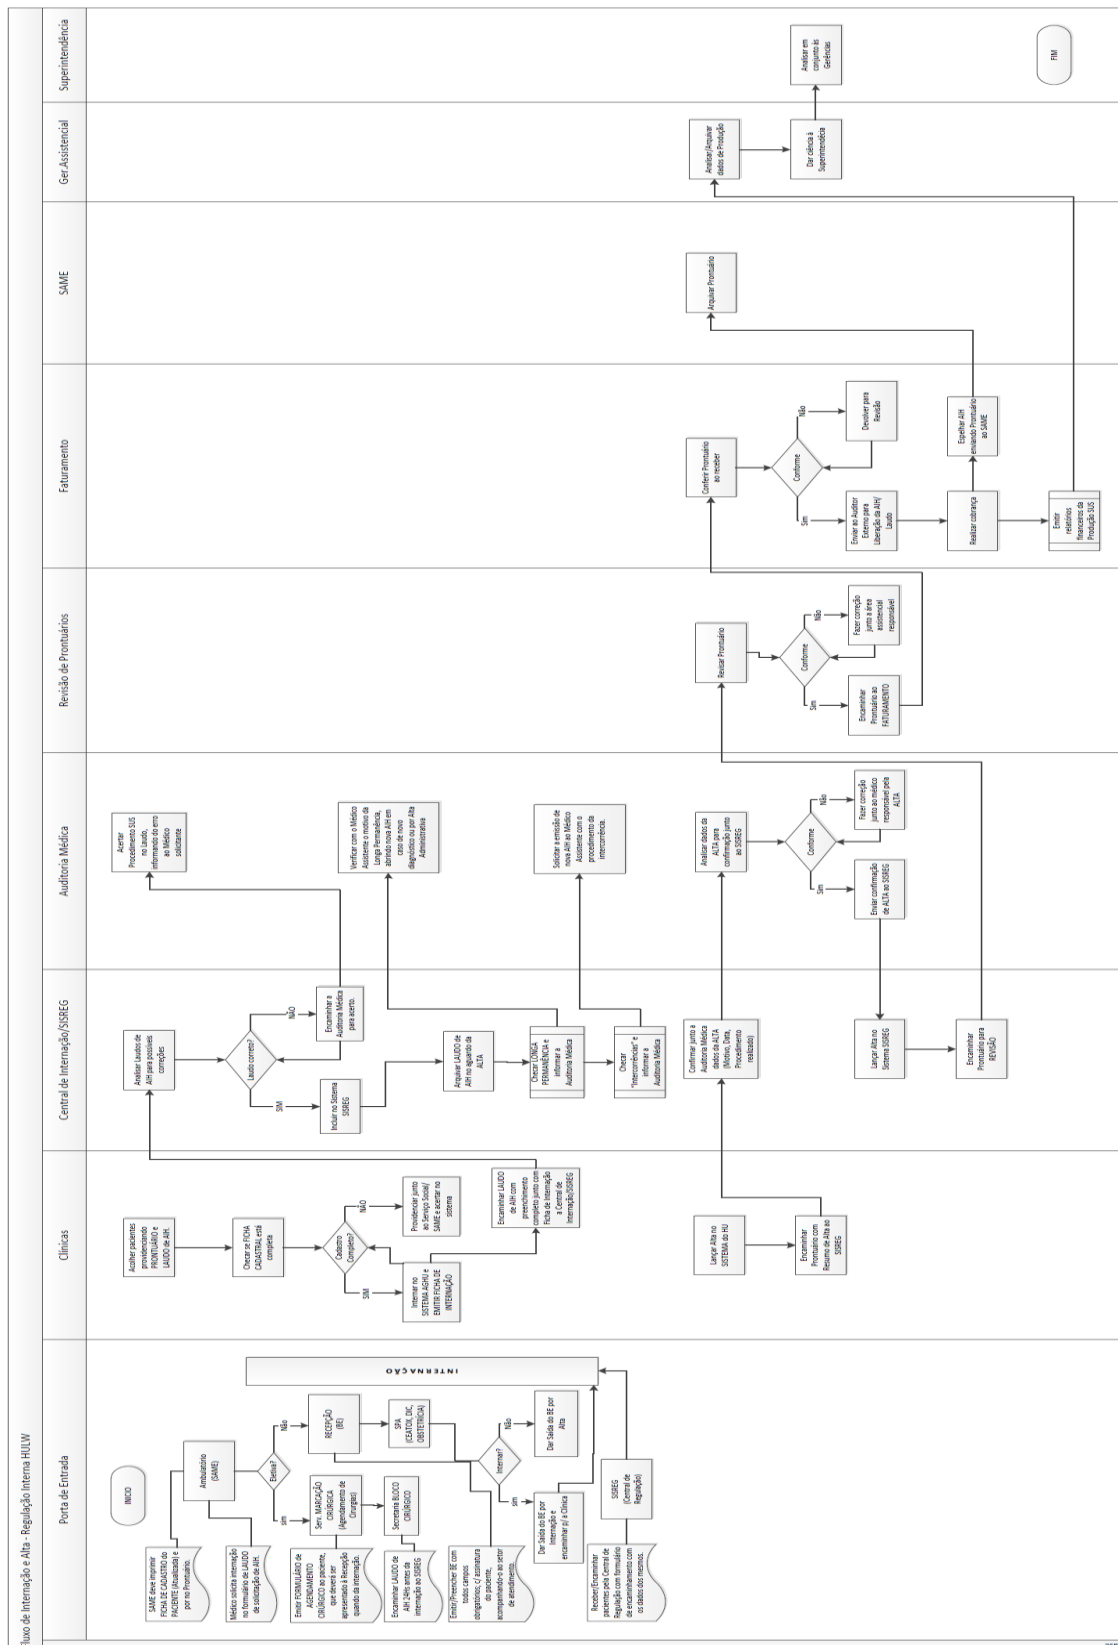 Fluxo de Internação e Alta - Regulação Interna HULW
Porta de Entrada
INICIO
SAME deve imprimir
FICHA DE CADASTRO do
PACIENTE (Atualizada) e
por no Prontuário.
Ambulatório
(SAME)
Médico solicita internação
no formulário de LAUDO
de solicitação de AIH.
Eletiva?
sim
Não
Serv. MARCAÇÃO
CIRÚRGICA
(Agendamento de
Cirurgias)
RECEPÇÃO
(BE)
Emitir FORMULÁRIO de
AGENDAMENTO
CIRÚRGICO ao paciente,
que deverá ser
apresentado à Recepção
quando da internação.
Secretaria BLOCO
CIRÚRGICO
SPA
(CEATOX, DIC,
OBSTETRÍCIA)
Encaminhar LAUDO de
AIH 24hs antes da
internação ao SISREG
Emitir/Preencher BE com
todos campos
obrigatórios; c/ assinatura
do paciente,
acompanhando-o ao setor
de atendimento.
Internar?
sim
Não
Dar Saída do BE por
Internação e
encaminhar p/ a Clínica
Dar Saída do BE por
Alta
Receber/Encaminhar
pacientes pela Central de
Regulação com formulário
de encaminhamento com
os dados dos mesmos.
SISREG
(Central de
Regulação)
INTERNAÇÃO
Clínicas
Acolher pacientes
providenciando
PRONTUÁRIO e
LAUDO de AIH.
Checar se FICHA
CADASTRAL está
completa
Cadastro
Completo?
SIM
NÃO
Internar no
SISTEMA AGHU e
EMITIR FICHA DE
INTERNAÇÃO
Providenciar junto
ao Serviço Social/
SAME e acertar no
sistema
Encaminhar LAUDO
de AIH com
preenchimento
completo junto com
Ficha de Internação
a Central de
Internação/SISREG
Lançar Alta no
SISTEMA do HU
Encaminhar
Prontuário com
Resumo de Alta ao
SISREG
Central de Internação/SISREG
Analisar Laudos de
AIH para possíveis
correções
Laudo correto?
SIM
NÃO
Incluir no Sistema
SISREG
Encaminhar a
Auditoria Médica
para acerto.
Arquivar LAUDO de
AIH no aguardo da
ALTA
Checar LONGA
PERMANÊNCIA e
informar a
Auditoria Médica
Checar
"Intercorrências" e
informar a
Auditoria Médica
Confirmar junto a
Auditoria Médica
dados da ALTA
(Motivo, Data,
Procedimento
realizado)
Lançar Alta no
Sistema SISREG
Encaminhar
Prontuário para
REVISÃO
Auditoria Médica
Acertar
Procedimento SUS
no Laudo,
informando do erro
ao Médico
solicitante
Verificar com o Médico
Assistente o motivo da
Longa Permanência,
abrindo nova AIH em
caso de novo
diagnóstico ou por Alta
Administrativa
Solicitar a emissão de
nova AIH ao Médico
Assistente com o
procedimento da
intercorrência.
Analisar dados da
ALTA para
confirmação junto
ao SISREG
Conforme
Sim
Não
Enviar confirmação
de ALTA ao SISREG
Fazer correção
junto ao médico
responsável pela
ALTA
Revisão de Prontuários
Revisar Prontuário
Conforme
Sim
Não
Encaminhar
Prontuário ao
FATURAMENTO
Fazer correção
junto a área
assistencial
responsável
Faturamento
Conferir Prontuário
ao receber
Conforme
Sim
Não
Enviar ao Auditor
Externo para
Liberação da AIH/
Laudo
Devolver para
Revisão
Realizar cobrança
Espelhar AIH
enviando Prontuário
ao SAME
Emitir
relatórios
financeiros da
Produção SUS
SAME
Arquivar Prontuário
Ger.Assistencial
Analisar/Arquivar
dados de Produção
Dar ciência à
Superintendêcia
Superintendência
Analisar em
conjunto às
Gerências
FIM